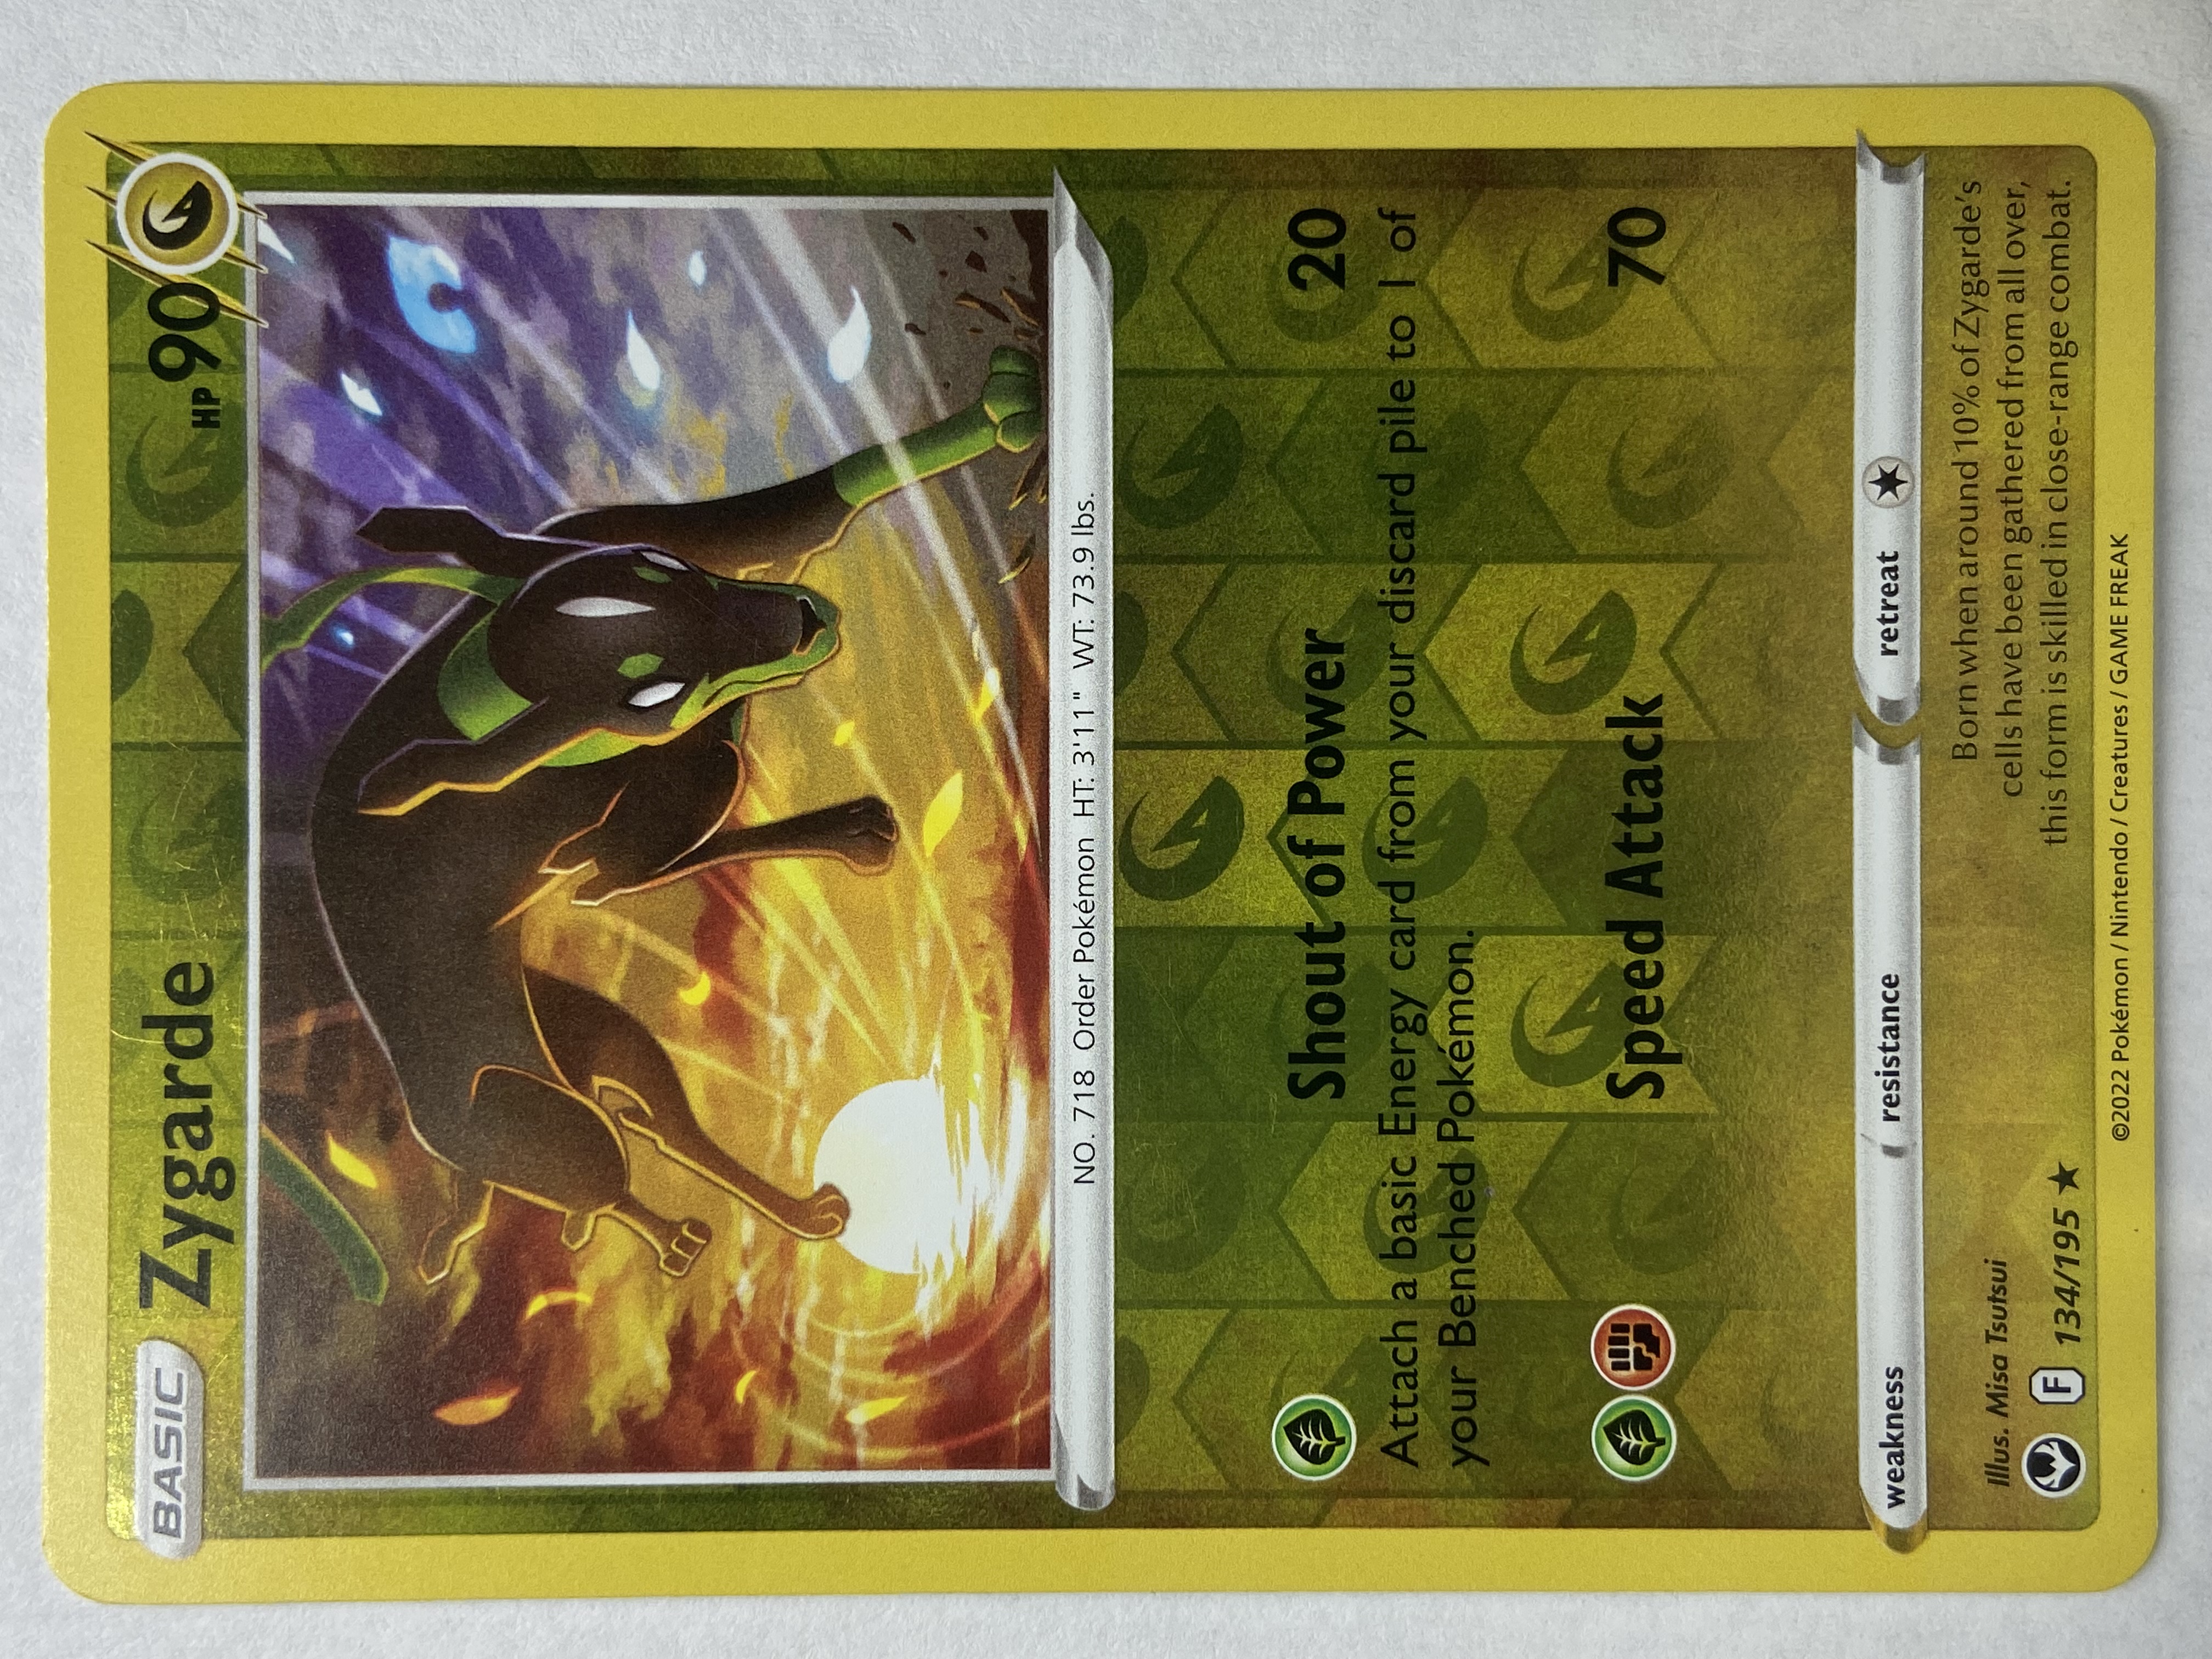 BASIC Zygarde HP 90
NO. 718 Order Pokémon HT: 3'11" WT: 73.9 lbs.
Shout of Power 20
Attach a basic Energy card from your discard pile to 1 of
your Benched Pokémon.
Speed Attack 70
weakness resistance retreat
Illus. Misa Tsutsui
Born when around 10% of Zygarde's
cells have been gathered from all over,
this form is skilled in close-range combat.
F 134/195 ★
©2022 Pokémon / Nintendo / Creatures / GAME FREAK